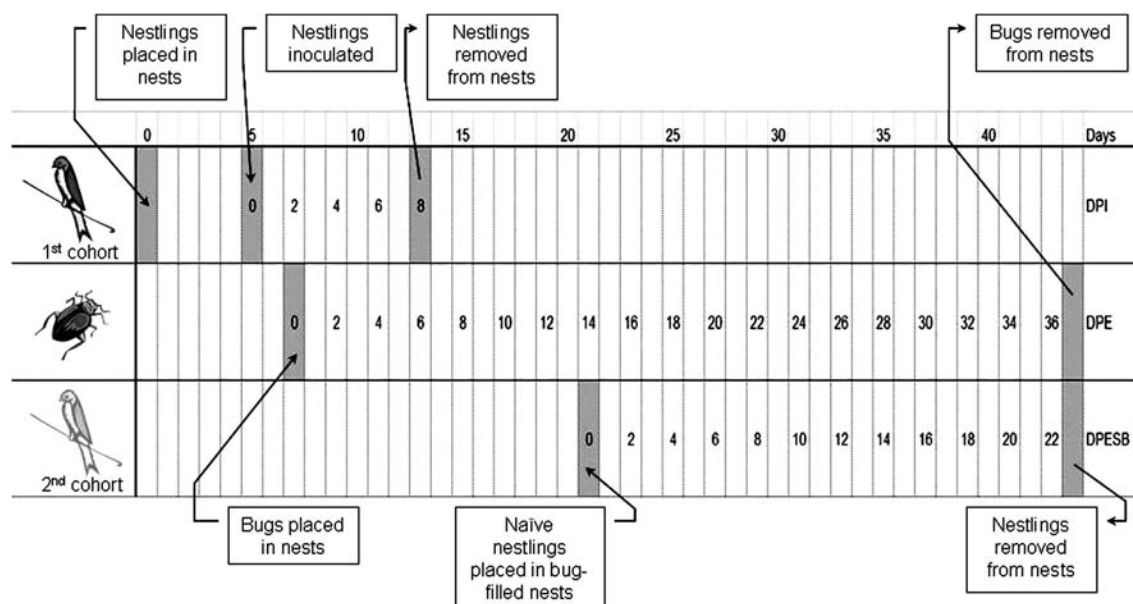 Nestlings
placed in
nests
Nestlings
inoculated
Nestlings
removed
from nests
Bugs removed
from nests
0 5 10 15 20 25 30 35 40 Days
0 2 4 6 8 DPI
1st cohort
0 2 4 6 8 10 12 14 16 18 20 22 24 26 28 30 32 34 36 DPE
0 2 4 6 8 10 12 14 16 18 20 22 DPESB
2nd cohort
Bugs placed
in nests
Naïve
nestlings
placed in bug-
filled nests
Nestlings
removed
from nests